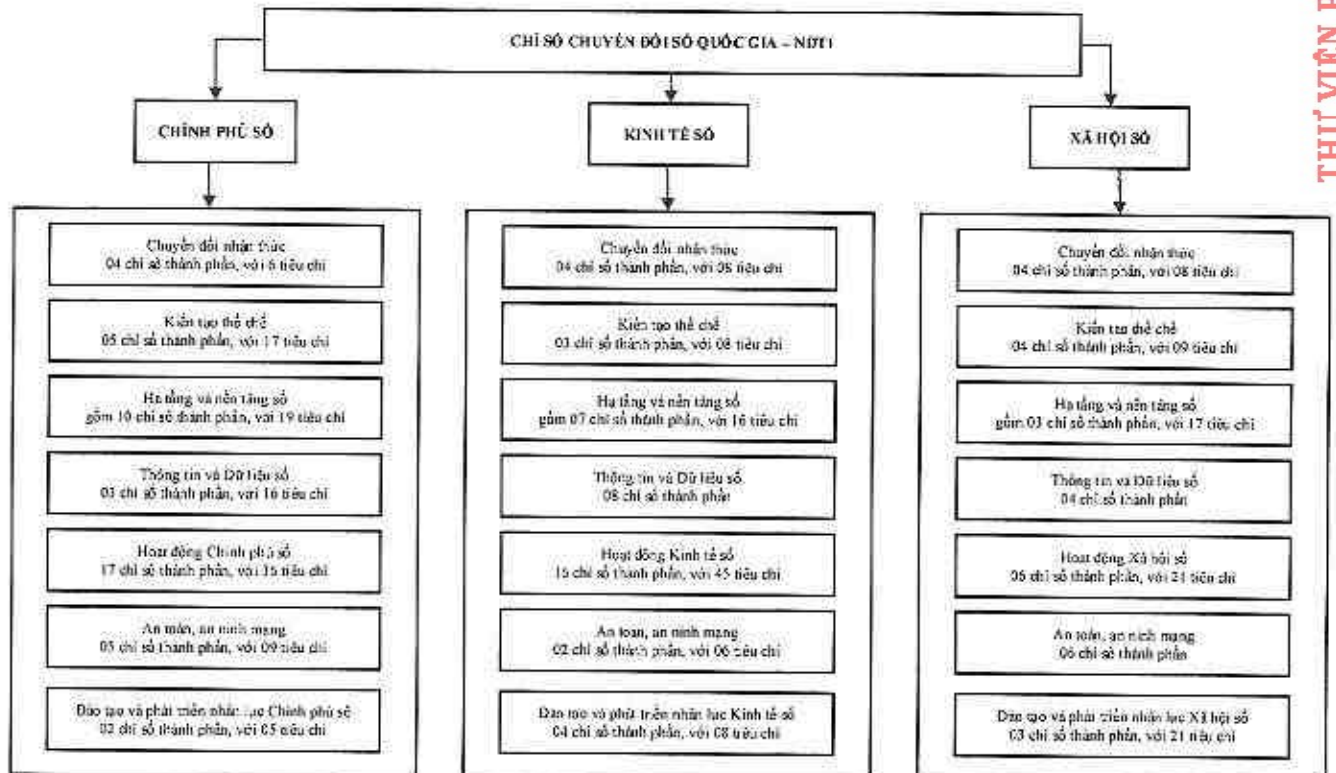 CHỈ SỐ CHUYỂN ĐỔI SỐ QUỐC GIA – NDTI
CHÍNH PHỦ SỐ
Chuyển đổi nhận thức
04 chỉ số thành phần, với 6 tiêu chí
Kiến tạo thể chế
05 chỉ số thành phần, với 17 tiêu chí
Hạ tầng và nền tảng số
gồm 10 chỉ số thành phần, với 19 tiêu chí
Thông tin và Dữ liệu số
03 chỉ số thành phần, với 16 tiêu chí
Hoạt động Chính phủ số
17 chỉ số thành phần, với tiêu chí
An toàn, an ninh mạng
chỉ số thành phần, với 09 tiêu chí
Đào tạo và phát triển nhân lực Chính phủ số
02 chỉ số thành phần, với 05 tiêu chí
KINH TẾ SỐ
Chuyển đổi nhận thức
04 chỉ số thành phần, với 08 tiêu chí
Kiến tạo thể chế
03 chỉ số thành phần, với 08 tiêu chí
Hạ tầng và nền tảng số
gồm 07 chỉ số thành phần, với 16 tiêu chí
Thông tin và Dữ liệu số
08 chỉ số thành phần
Hoạt động Kinh tế số
chỉ số thành phần, với 45 tiêu chí
An toàn, an ninh mạng
02 chỉ số thành phần, với 06 tiêu chí
Đào tạo và phát triển nhân lực Kinh tế số
04 chỉ số thành phần, với 08 tiêu chí
XÃ HỘI SỐ
Chuyển đổi nhận thức
04 chỉ số thành phần, với 08 tiêu chí
Kiến tạo thể chế
04 chỉ số thành phần, với 09 tiêu chí
Hạ tầng và nền tảng số
gồm 03 chỉ số thành phần, với 17 tiêu chí
Thông tin và Dữ liệu số
04 chỉ số thành phần
Hoạt động Xã hội số
06 chỉ số thành phần, với 21 tiêu chí
An toàn, an ninh mạng
06 chỉ số thành phần
Đào tạo và phát triển nhân lực Xã hội số
03 chỉ số thành phần, với 21 tiêu chí
THƯ VIỆN